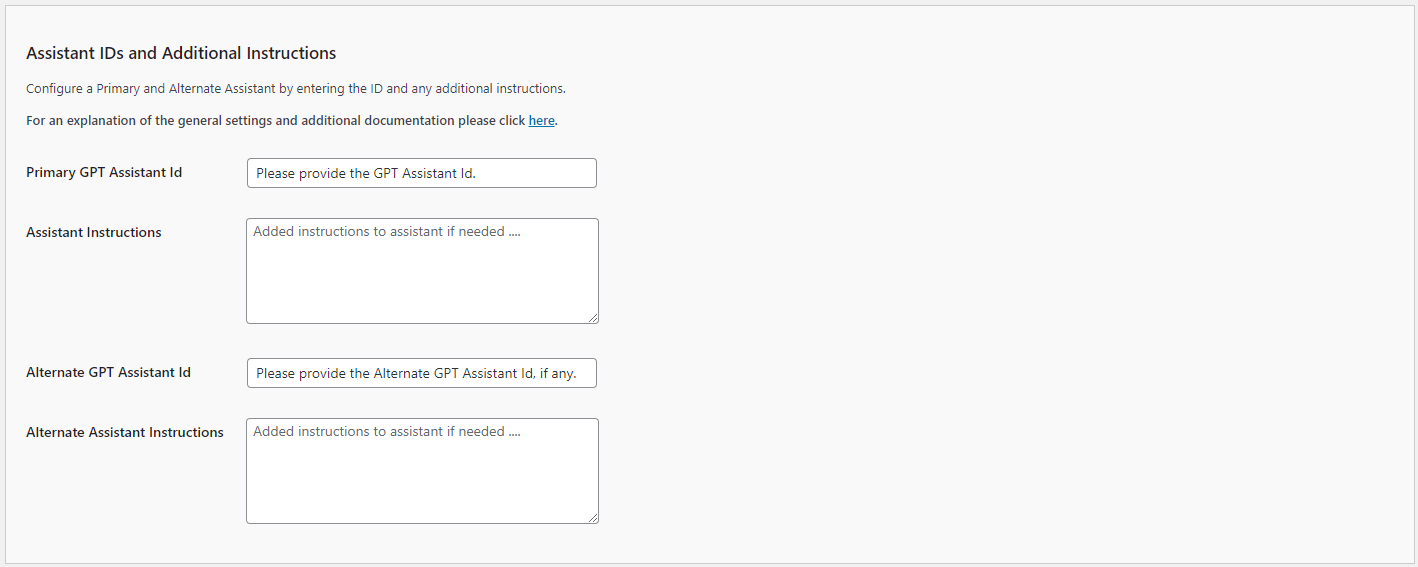 Assistant IDs and Additional Instructions
Configure a Primary and Alternate Assistant by entering the ID and any additional instructions.
For an explanation of the general settings and additional documentation please click here.
Primary GPT Assistant Id
Please provide the GPT Assistant Id.
Assistant Instructions
Added instructions to assistant if needed ....
Alternate GPT Assistant Id
Please provide the Alternate GPT Assistant Id, if any.
Alternate Assistant Instructions
Added instructions to assistant if needed ....